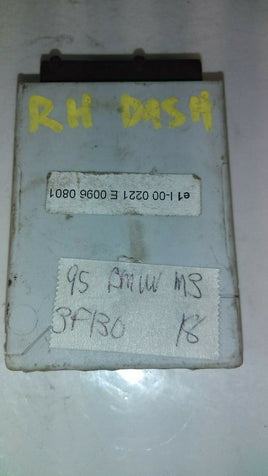 RH DASH
e1 I-00 0221 E 0096 0801
95 BMW M3
3F130 18